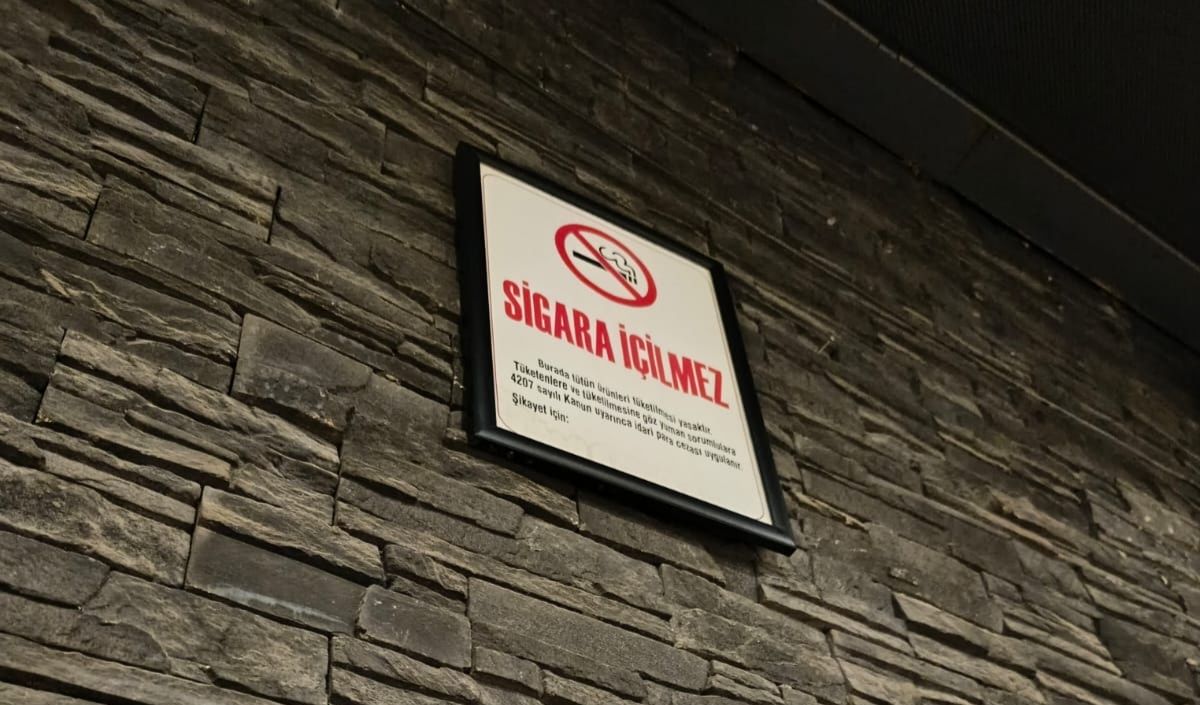 SİGARA İÇİLMEZ
Burada tütün ürünleri tüketilmesi yasaktır.
Tüketenlere ve tüketilmesine göz yuman sorumlulara
4207 sayılı Kanun uyarınca idari para cezası uygulanır.
Şikayet için: